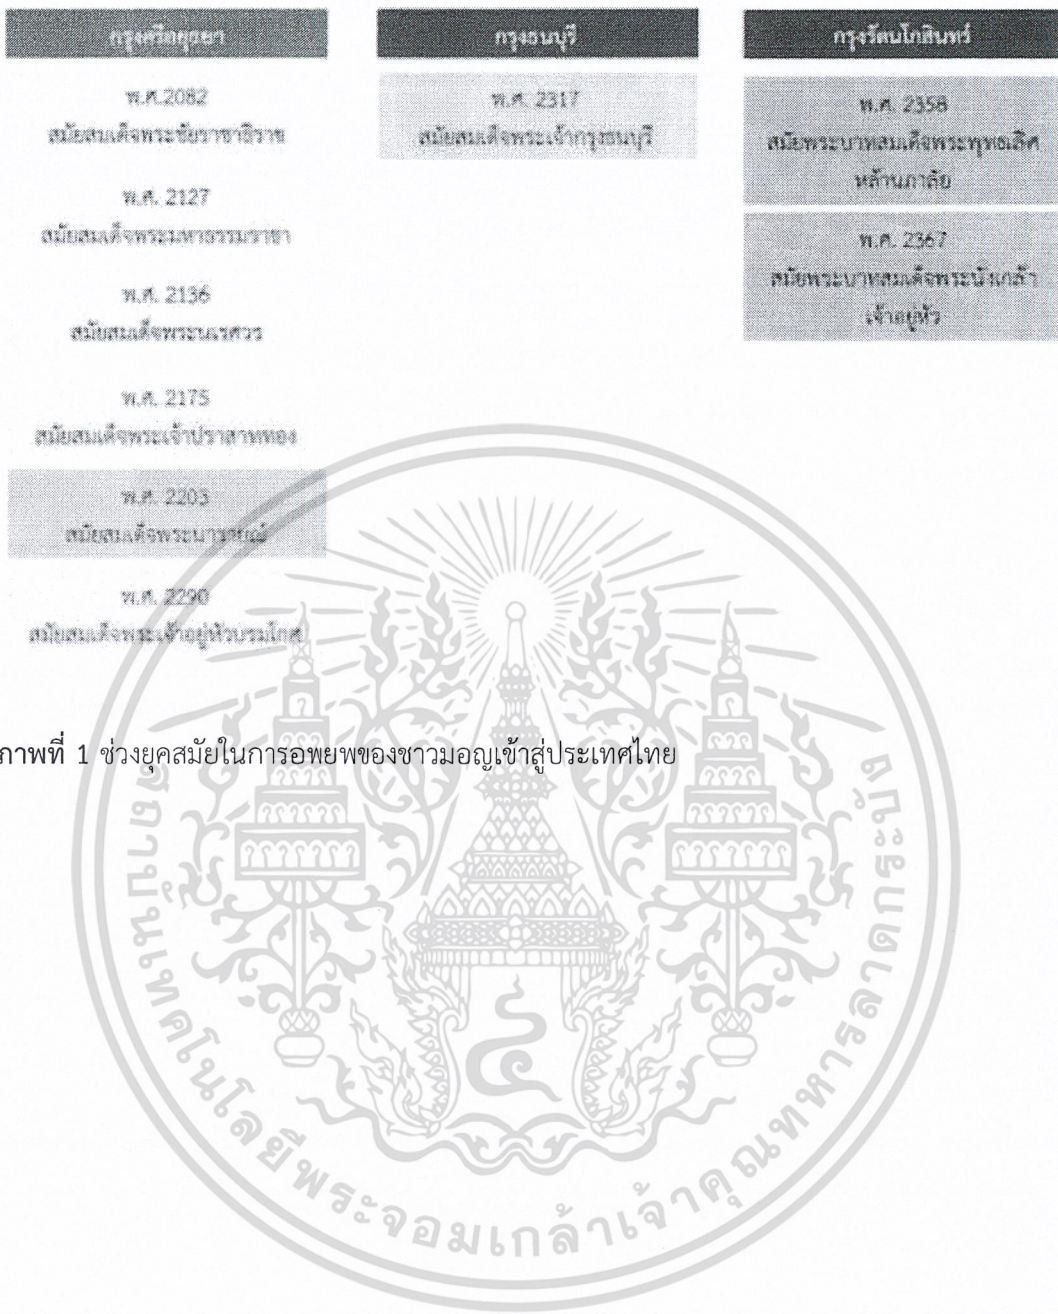 กรุงศรีอยุธยา
พ.ศ.2082
สมัยสมเด็จพระชัยราชาธิราช
พ.ศ. 2127
สมัยสมเด็จพระมหาธรรมราชา
พ.ศ. 2136
สมัยสมเด็จพระนเรศวร
พ.ศ. 2175
สมัยสมเด็จพระเจ้าปราสาททอง
พ.ศ. 2203
สมัยสมเด็จพระนารายณ์
พ.ศ. 2290
สมัยสมเด็จพระเจ้าอยู่หัวบรมโกศ
กรุงธนบุรี
พ.ศ. 2317
สมัยสมเด็จพระเจ้ากรุงธนบุรี
กรุงรัตนโกสินทร์
พ.ศ. 2358
สมัยพระบาทสมเด็จพระพุทธเลิศ
หล้านภาลัย
พ.ศ. 2367
สมัยพระบาทสมเด็จพระนั่งเกล้า
เจ้าอยู่หัว
ภาพที่ 1 ช่วงยุคสมัยในการอพยพของชาวมอญเข้าสู่ประเทศไทย
สถาบันเทคโนโลยีพระจอมเกล้าเจ้าคุณทหารลาดกระบัง